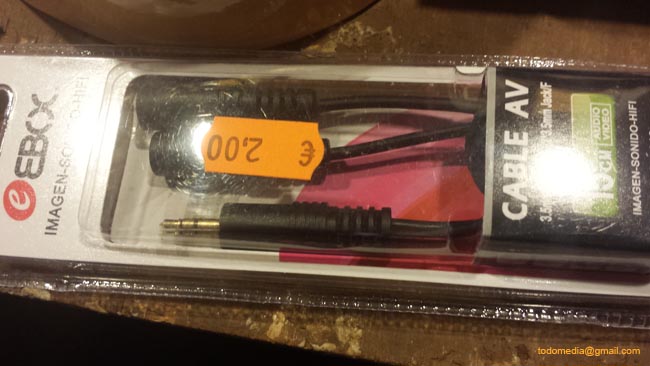 eBOX
IMAGEN-SONIDO-HIFI
2,00 €
CABLE AV
AUDIO
VIDEO
IMAGEN-SONIDO-HIFI
todomedia@gmail.com